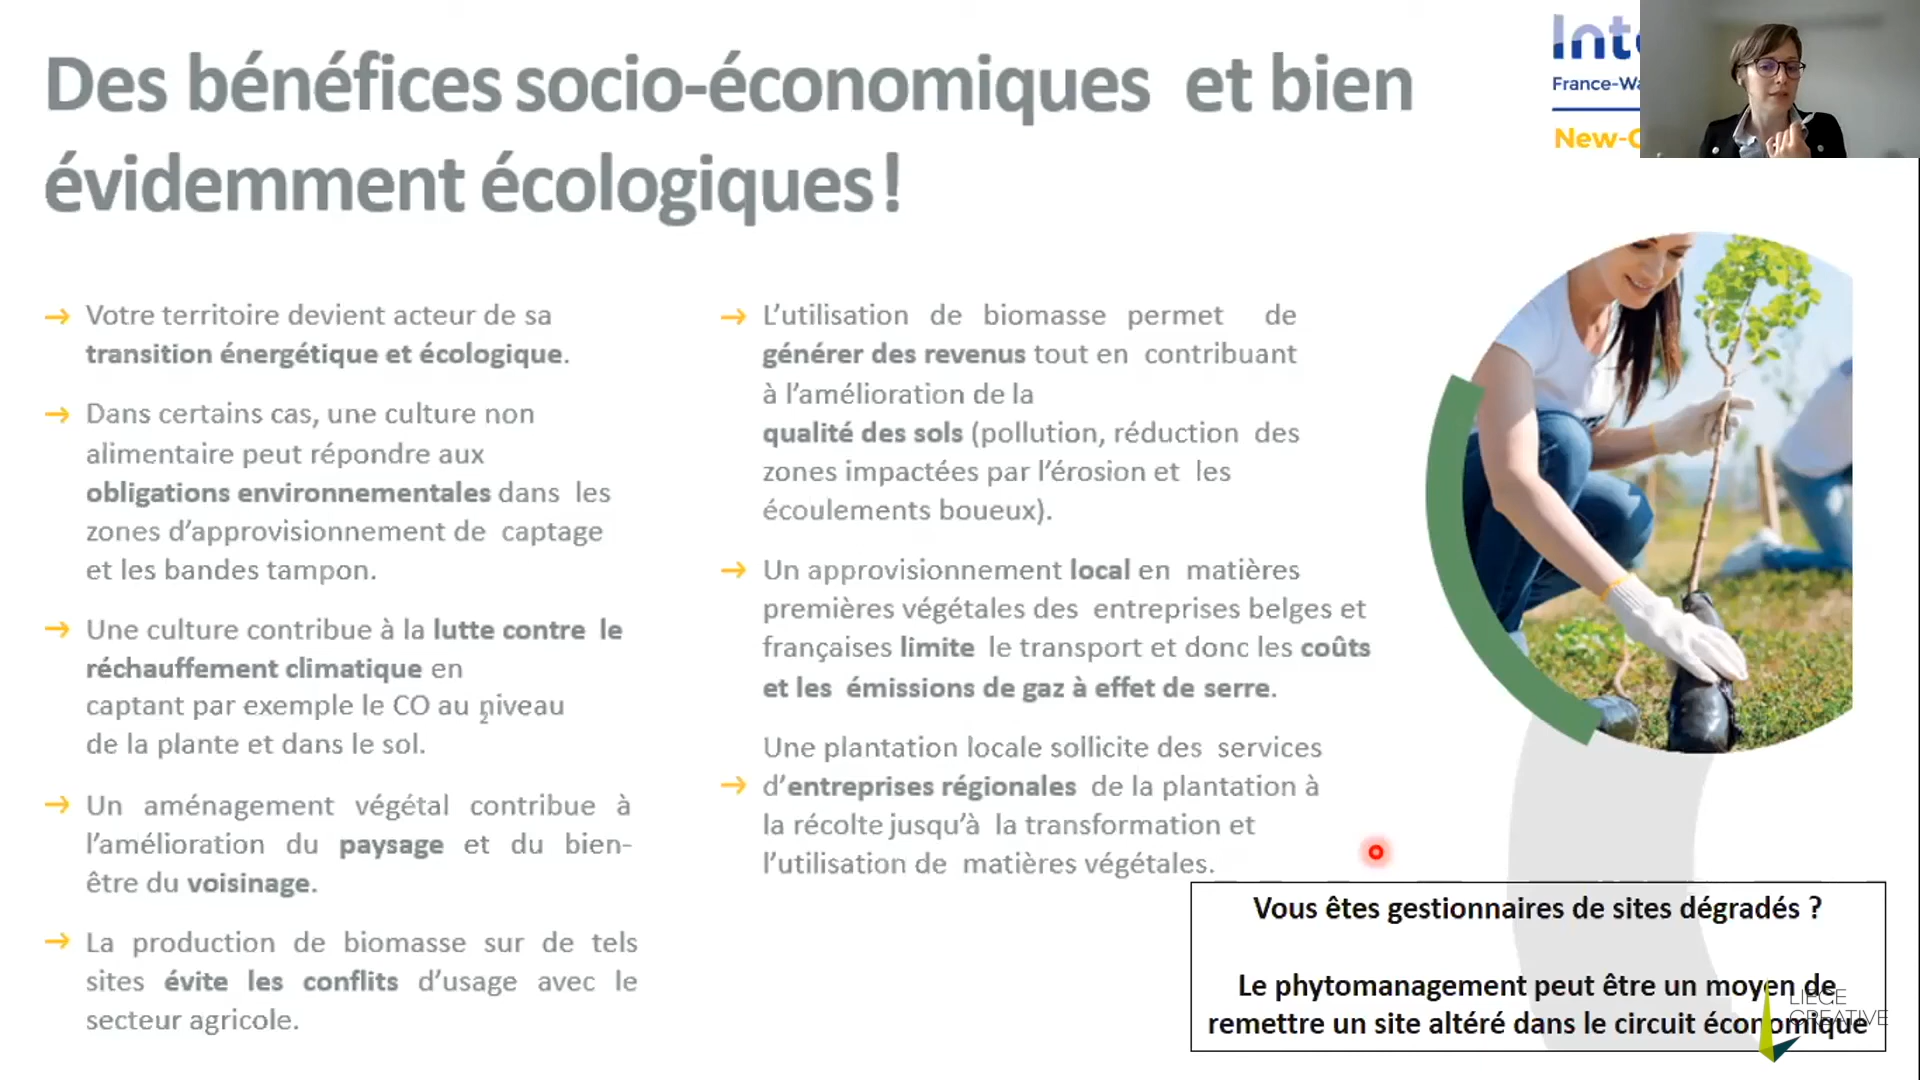 Des bénéfices socio-économiques et bien
évidemment écologiques !
→ Votre territoire devient acteur de sa
transition énergétique et écologique.
→ Dans certains cas, une culture non
alimentaire peut répondre aux
obligations environnementales dans les
zones d’approvisionnement de captage
et les bandes tampon.
→ Une culture contribue à la lutte contre le
réchauffement climatique en
captant par exemple le CO au niveau
2
de la plante et dans le sol.
→ Un aménagement végétal contribue à
l’amélioration du paysage et du bien-
être du voisinage.
→ La production de biomasse sur de tels
sites évite les conflits d’usage avec le
secteur agricole.
→ L’utilisation de biomasse permet de
générer des revenus tout en contribuant
à l’amélioration de la
qualité des sols (pollution, réduction des
zones impactées par l’érosion et les
écoulements boueux).
→ Un approvisionnement local en matières
premières végétales des entreprises belges et
françaises limite le transport et donc les coûts
et les émissions de gaz à effet de serre.
Une plantation locale sollicite des services
→ d’entreprises régionales de la plantation à
la récolte jusqu’à la transformation et
l’utilisation de matières végétales.
Vous êtes gestionnaires de sites dégradés ?
Le phytomanagement peut être un moyen de
remettre un site altéré dans le circuit économique
France-Wa
New-
LIEGE
CREATIVE